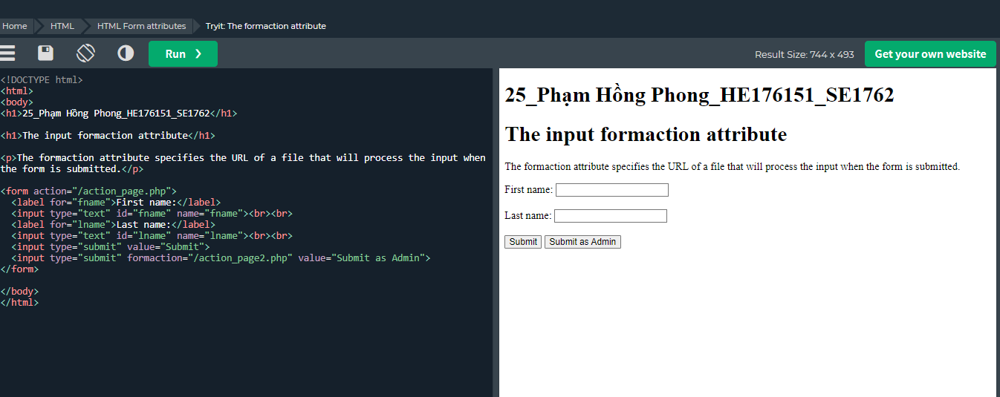 Home HTML HTML Form attributes Tryit: The formaction attribute
Run ❯ Result Size: 744 x 493 Get your own website
<!DOCTYPE html>
<html>
<body>
<h1>25_Phạm Hồng Phong_HE176151_SE1762</h1>
<h1>The input formaction attribute</h1>
<p>The formaction attribute specifies the URL of a file that will process the input when
the form is submitted.</p>
<form action="/action_page.php">
<label for="fname">First name:</label>
<input type="text" id="fname" name="fname"><br><br>
<label for="lname">Last name:</label>
<input type="text" id="lname" name="lname"><br><br>
<input type="submit" value="Submit">
<input type="submit" formaction="/action_page2.php" value="Submit as Admin">
</form>
</body>
</html>
25_Phạm Hồng Phong_HE176151_SE1762
The input formaction attribute
The formaction attribute specifies the URL of a file that will process the input when the form is submitted.
First name:
Last name:
Submit Submit as Admin